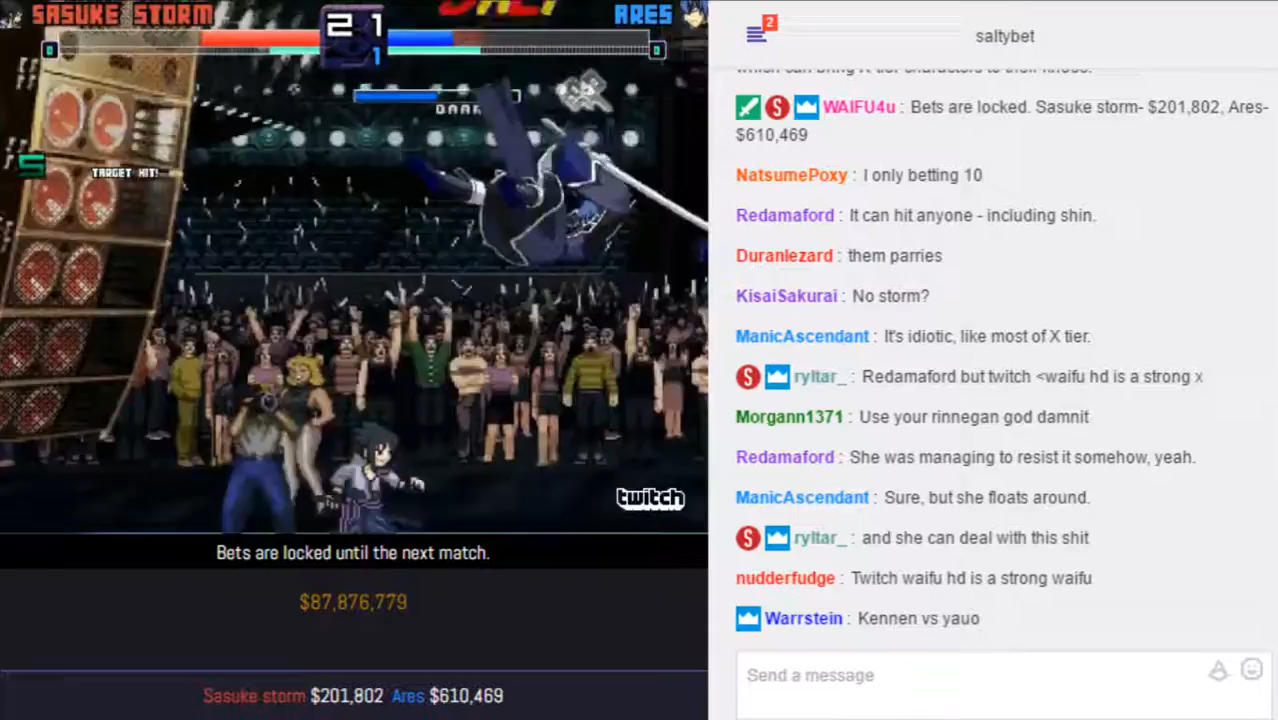 SASUKE STORM
2 1
ARES
1
0
0
5
TARGET HIT!
twitch
Bets are locked until the next match.
$87,876,779
Sasuke storm $201,802 Ares $610,469
2
saltybet
WAIFU4u : Bets are locked. Sasuke storm- $201,802, Ares-
$610,469
NatsumePoxy : I only betting 10
Redamaford : It can hit anyone - including shin.
Duranlezard : them parries
KisaiSakurai : No storm?
ManicAscendant : It's idiotic, like most of X tier.
S ryltar_ : Redamaford but twitch <waifu hd is a strong x
Morgann1371 : Use your rinnegan god damnit
Redamaford : She was managing to resist it somehow, yeah.
ManicAscendant : Sure, but she floats around.
S ryltar_ : and she can deal with this shit
nudderfudge : Twitch waifu hd is a strong waifu
Warrstein : Kennen vs yauo
Send a message